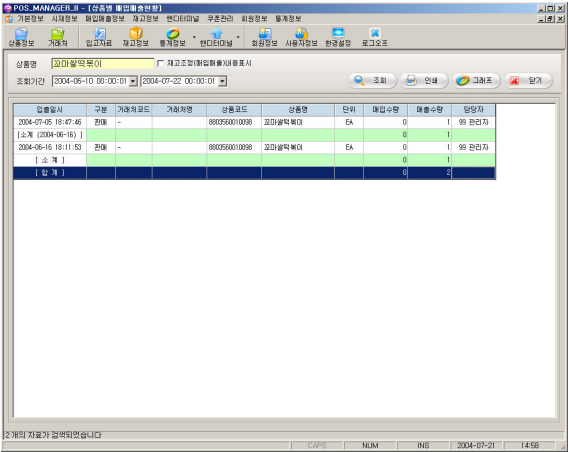 POS_MANAGER_II - [상품별 매입매출현황]
기본정보 시재정보 매입매출정보 재고정보 핸디터미널 쿠폰관리 회원정보 통계정보
상품정보 거래처 입고자료 재고정보 통계정보 핸디터미널 회원정보 사용자정보 환경설정 로그오프
상품명 꼬마쌀떡볶이 재고조정(매입매출)내용표시
조회기간 2004-06-10 00:00:01 2004-07-22 00:00:01 조회 인쇄 그래프 닫기
입출일시 구분 거래처코드 거래처명 상품코드 상품명 단위 매입수량 매출수량 담당자
2004-07-05 18:47:46 판매 - 8803560010098 꼬마쌀떡볶이 EA 0 1 99 관리자
[소계 (2004-06-16) ] 0 1
2004-06-16 18:11:53 판매 - 8803560010098 꼬마쌀떡볶이 EA 0 1 99 관리자
[ 소 계 ] 0 1
[ 합 계 ] 0 2
2 개의 자료가 검색되었습니다
CAPS NUM INS 2004-07-21 14:58